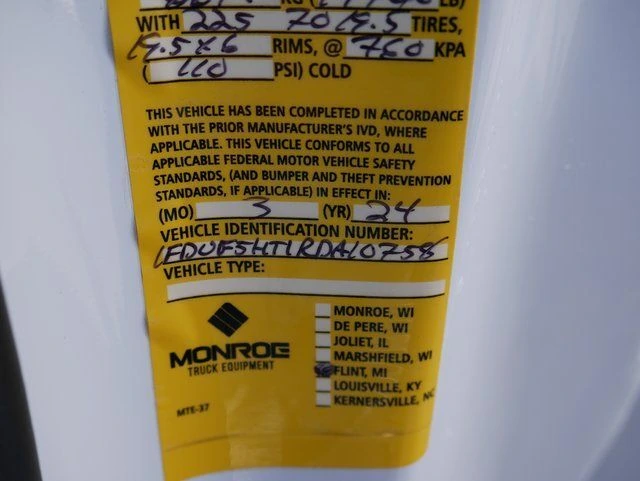 KG LB)
WITH 225 70 19.5 TIRES,
19.5x6 RIMS, @ 760 KPA
( 110 PSI) COLD
THIS VEHICLE HAS BEEN COMPLETED IN ACCORDANCE
WITH THE PRIOR MANUFACTURER'S IVD, WHERE
APPLICABLE. THIS VEHICLE CONFORMS TO ALL
APPLICABLE FEDERAL MOTOR VEHICLE SAFETY
STANDARDS, (AND BUMPER AND THEFT PREVENTION
STANDARDS, IF APPLICABLE) IN EFFECT IN:
(MO) 3 (YR) 24
VEHICLE IDENTIFICATION NUMBER:
1FDUF5HT1RDA10758
VEHICLE TYPE:
MONROE, WI
DE PERE, WI
JOLIET, IL
MARSHFIELD, WI
FLINT, MI
LOUISVILLE, KY
KERNERSVILLE, NC
MONROE
TRUCK EQUIPMENT
MTE-37